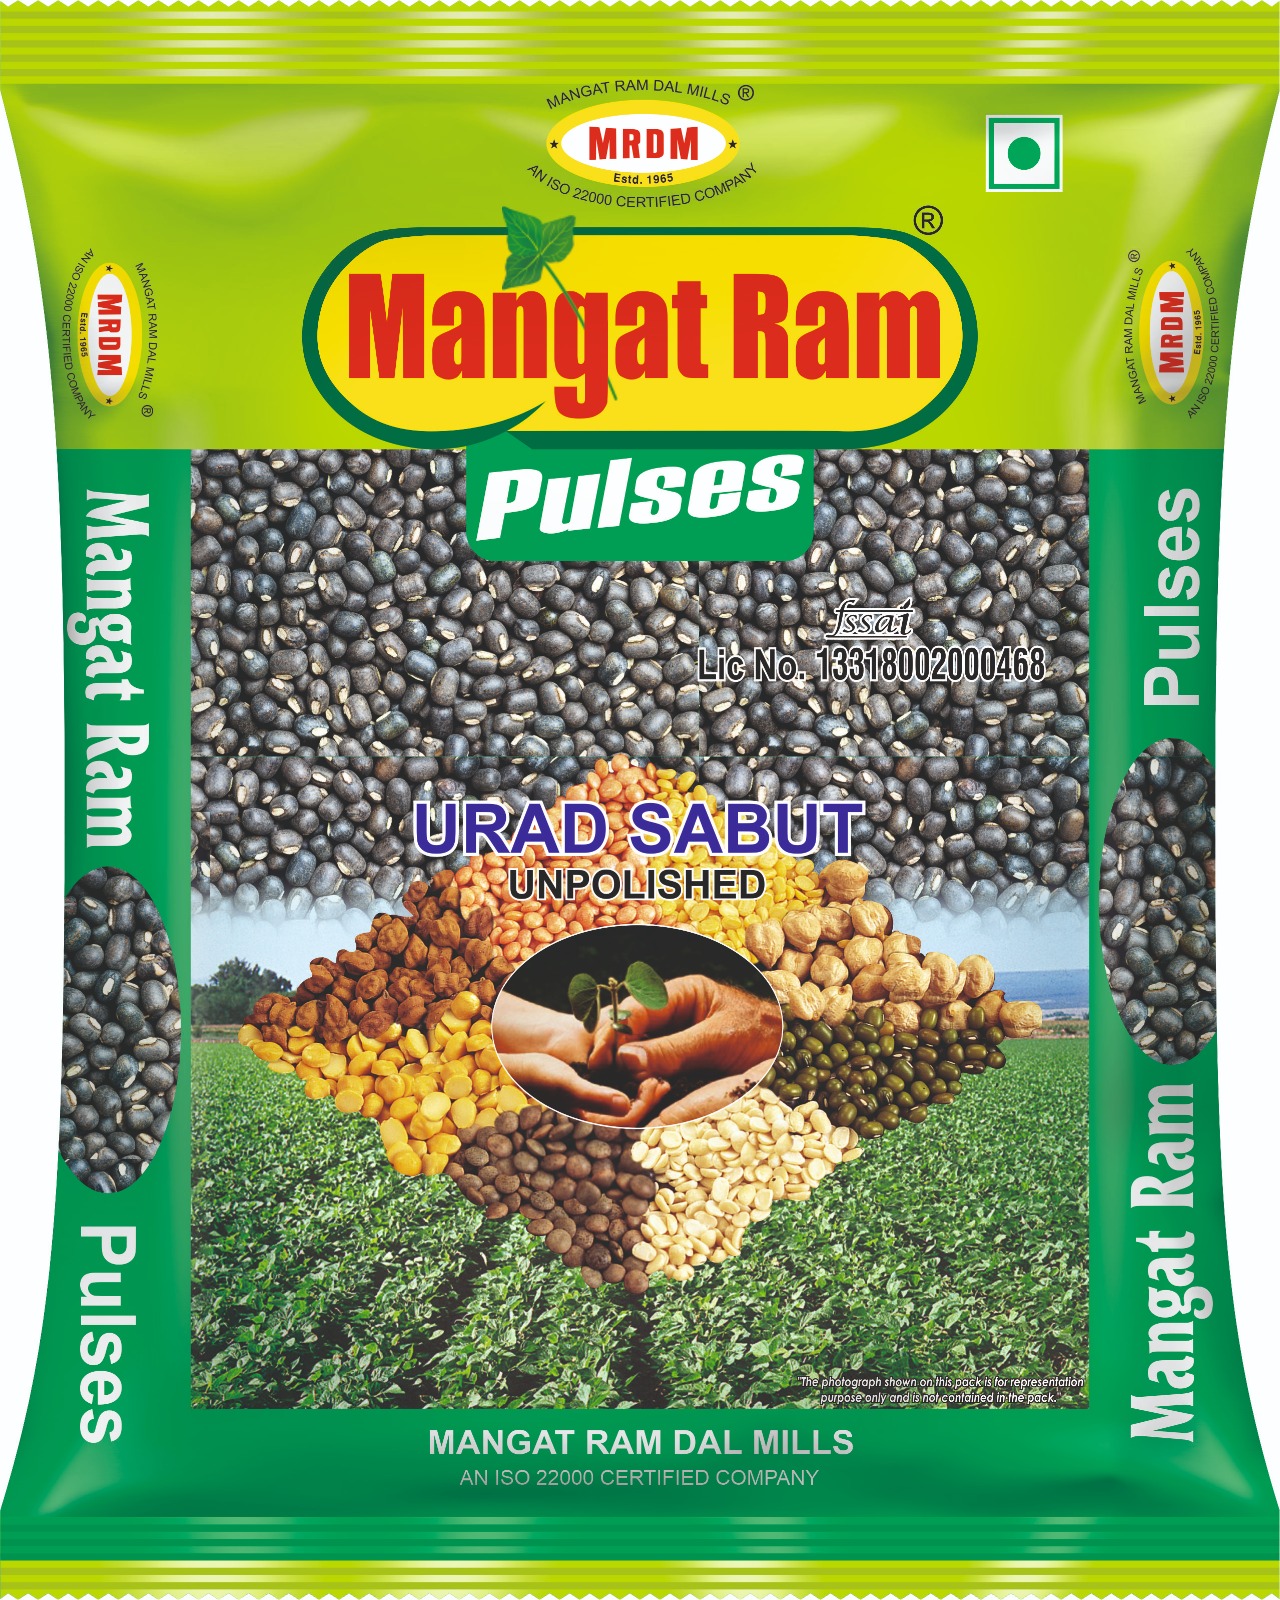 MANGAT RAM DAL MILLS ®
MRDM
Estd. 1965
AN ISO 22000 CERTIFIED COMPANY
®
Mangat Ram
Pulses
fssai
Lic No. 13318002000468
URAD SABUT
UNPOLISHED
"The photograph shown on this pack is for representation
purpose only and is not contained in the pack."
MANGAT RAM DAL MILLS
AN ISO 22000 CERTIFIED COMPANY
MANGAT RAM DAL MILLS ®
MRDM
Estd. 1965
AN ISO 22000 CERTIFIED COMPANY
Mangat Ram
Pulses
MANGAT RAM DAL MILLS ®
MRDM
Estd. 1965
AN ISO 22000 CERTIFIED COMPANY
Mangat Ram
Pulses